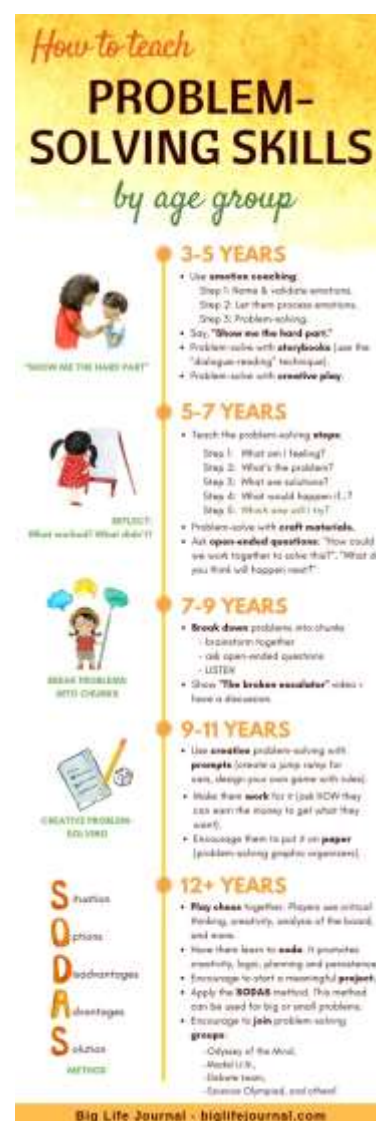 How to teach
PROBLEM-
SOLVING SKILLS
by age group
3-5 YEARS
• Use emotion coaching.
Step 1: Name & validate emotions.
Step 2: Let them process emotions.
Step 3: Problem-solving.
• Say, "Show me the hard part."
• Problem-solve with storybooks (use the
"dialogue-reading" technique).
• Problem-solve with creative play.
"SHOW ME THE HARD PART"
5-7 YEARS
• Teach the problem-solving steps:
Step 1: What am I feeling?
Step 2: What's the problem?
Step 3: What are solutions?
Step 4: What would happen if...?
Step 5: Which one will I try?
• Problem-solve with craft materials.
• Ask open-ended questions: "How could
we work together to solve this?". "What d
you think will happen next?".
REFLECT:
What worked? What didn't?
7-9 YEARS
• Break down problems into chunks
- brainstorm together
- ask open-ended questions
- LISTEN
• Show "The broken escalator" video +
have a discussion.
BREAK PROBLEMS
INTO CHUNKS
9-11 YEARS
• Use creative problem-solving with
prompts (create a jump ramp for
cars, design your own game with rules).
• Make them work for it (ask HOW they
can earn the money to get what they
want).
• Encourage them to put it on paper
(problem-solving graphic organizers).
CREATIVE PROBLEM-
SOLVING
12+ YEARS
• Play chess together. Players use critical
thinking, creativity, analysis of the board,
and more.
• Have them learn to code. It promotes
creativity, logic, planning and persistence.
• Encourage to start a meaningful project.
• Apply the SODAS method. This method
can be used for big or small problems.
• Encourage to join problem-solving
groups:
-Odyssey of the Mind,
-Model U.N.,
-Debate team,
-Science Olympiad, and others!
Situation
Options
Disadvantages
Advantages
Solution
METHOD
Big Life Journal - biglifejournal.com